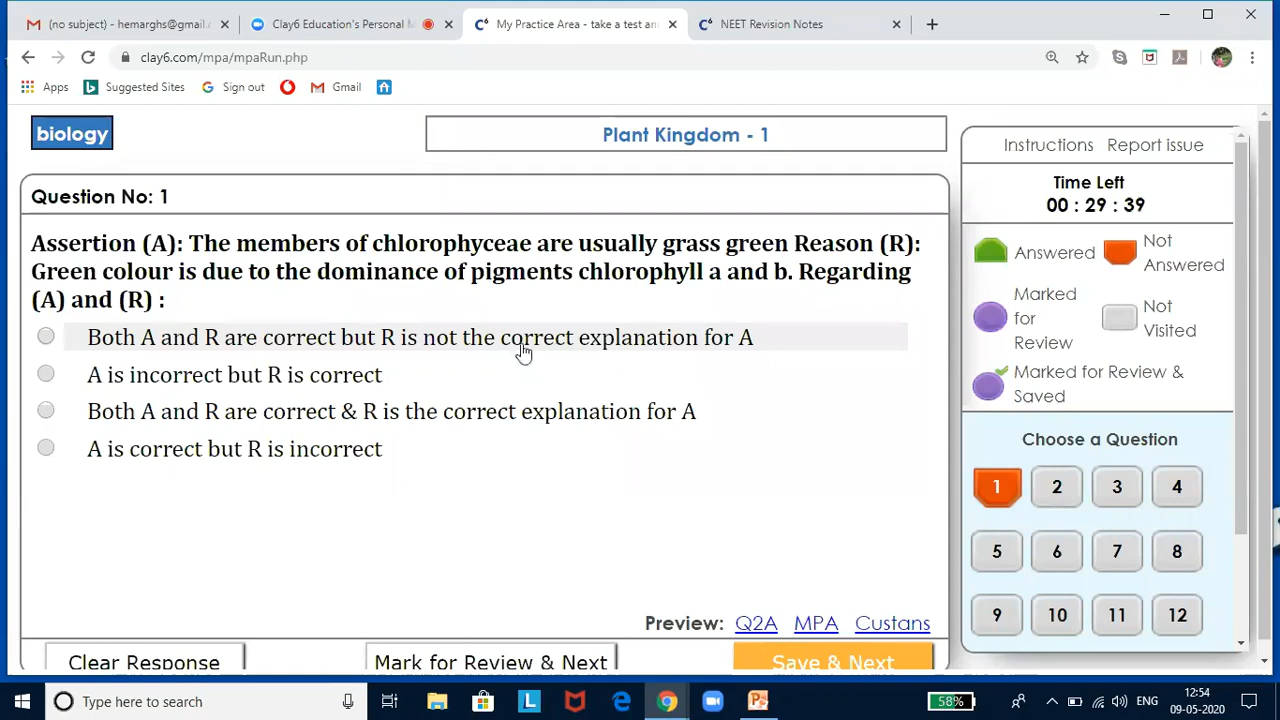 (no subject) - hemarghs@gmail.
Clay6 Education's Personal M
My Practice Area - take a test an
NEET Revision Notes
clay6.com/mpa/mpaRun.php
Apps
Suggested Sites
Sign out
Gmail
biology
Plant Kingdom - 1
Instructions Report issue
Time Left
00 : 29 : 39
Question No: 1
Assertion (A): The members of chlorophyceae are usually grass green Reason (R):
Green colour is due to the dominance of pigments chlorophyll a and b. Regarding
(A) and (R) :
Both A and R are correct but R is not the correct explanation for A
A is incorrect but R is correct
Both A and R are correct & R is the correct explanation for A
A is correct but R is incorrect
Answered
Not
Answered
Marked
for
Review
Not
Visited
Marked for Review &
Saved
Choose a Question
1 2 3 4
5 6 7 8
9 10 11 12
Preview: Q2A MPA Custans
Clear Response
Mark for Review & Next
Save & Next
Type here to search
58%
ENG
12:54
09-05-2020